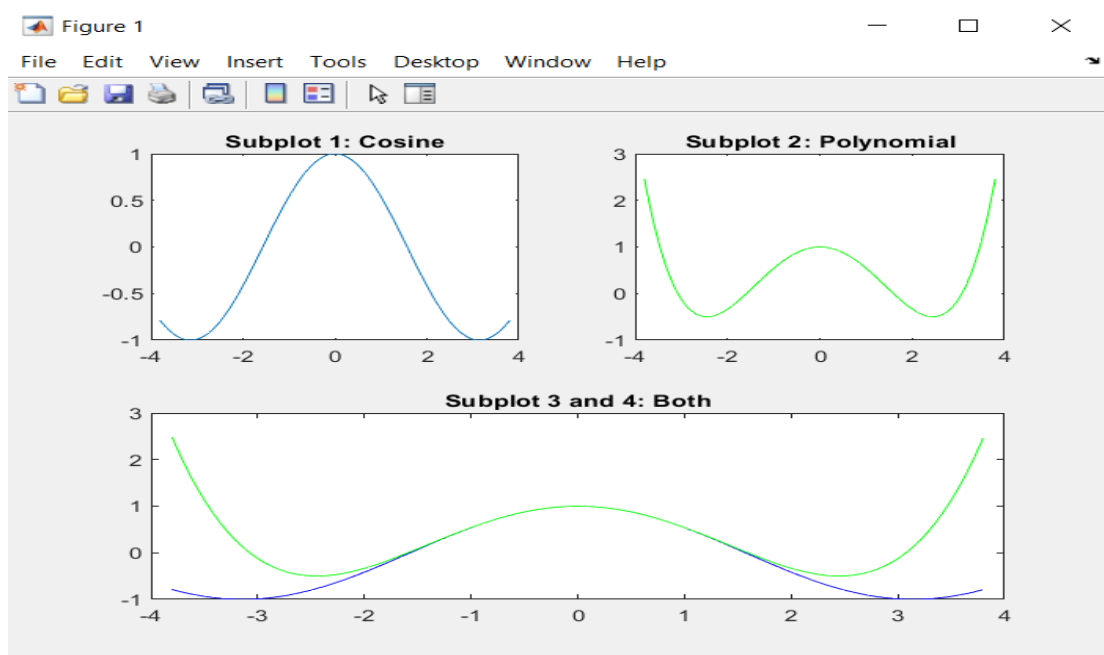 Figure 1
File Edit View Insert Tools Desktop Window Help
Subplot 1: Cosine
1
0.5
0
-0.5
-1
-4 -2 0 2 4
Subplot 2: Polynomial
3
2
1
0
-1
-4 -2 0 2 4
Subplot 3 and 4: Both
3
2
1
0
-1
-4 -3 -2 -1 0 1 2 3 4